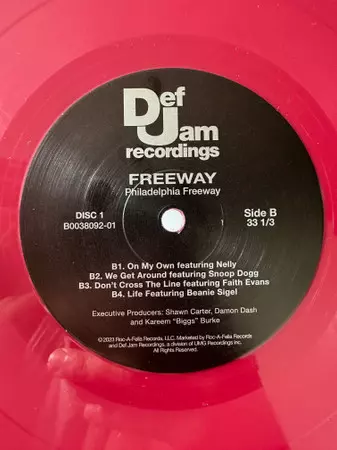 Def
Jam
recordings
FREEWAY
Philadelphia Freeway
DISC 1
B0038092-01
Side B
33 1/3
B1. On My Own featuring Nelly
B2. We Get Around featuring Snoop Dogg
B3. Don't Cross The Line featuring Faith Evans
B4. Life Featuring Beanie Sigel
Executive Producers: Shawn Carter, Damon Dash
and Kareem "Biggs" Burke
© 2023 Roc-A-Fella Records, LLC, Marketed by Roc-A-Fella Records
and Def Jam Recordings, a division of UMG Recordings Inc.
All Rights Reserved.